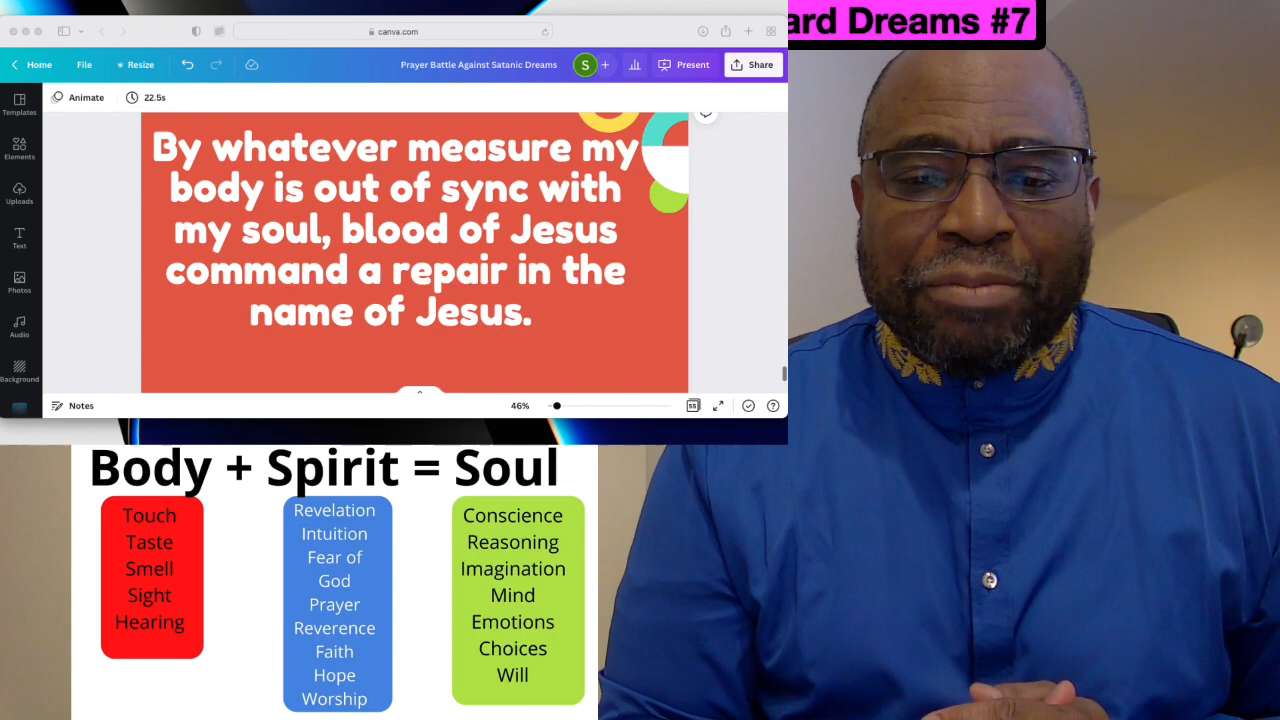 ard Dreams #7
canva.com
Home
File
Resize
Prayer Battle Against Satanic Dreams
S
Present
Share
Templates
Elements
Uploads
Text
Photos
Audio
Background
Animate
22.5s
By whatever measure my
body is out of sync with
my soul, blood of Jesus
command a repair in the
name of Jesus.
Notes
46%
55
Body + Spirit = Soul
Touch
Taste
Smell
Sight
Hearing
Revelation
Intuition
Fear of
God
Prayer
Reverence
Faith
Hope
Worship
Conscience
Reasoning
Imagination
Mind
Emotions
Choices
Will